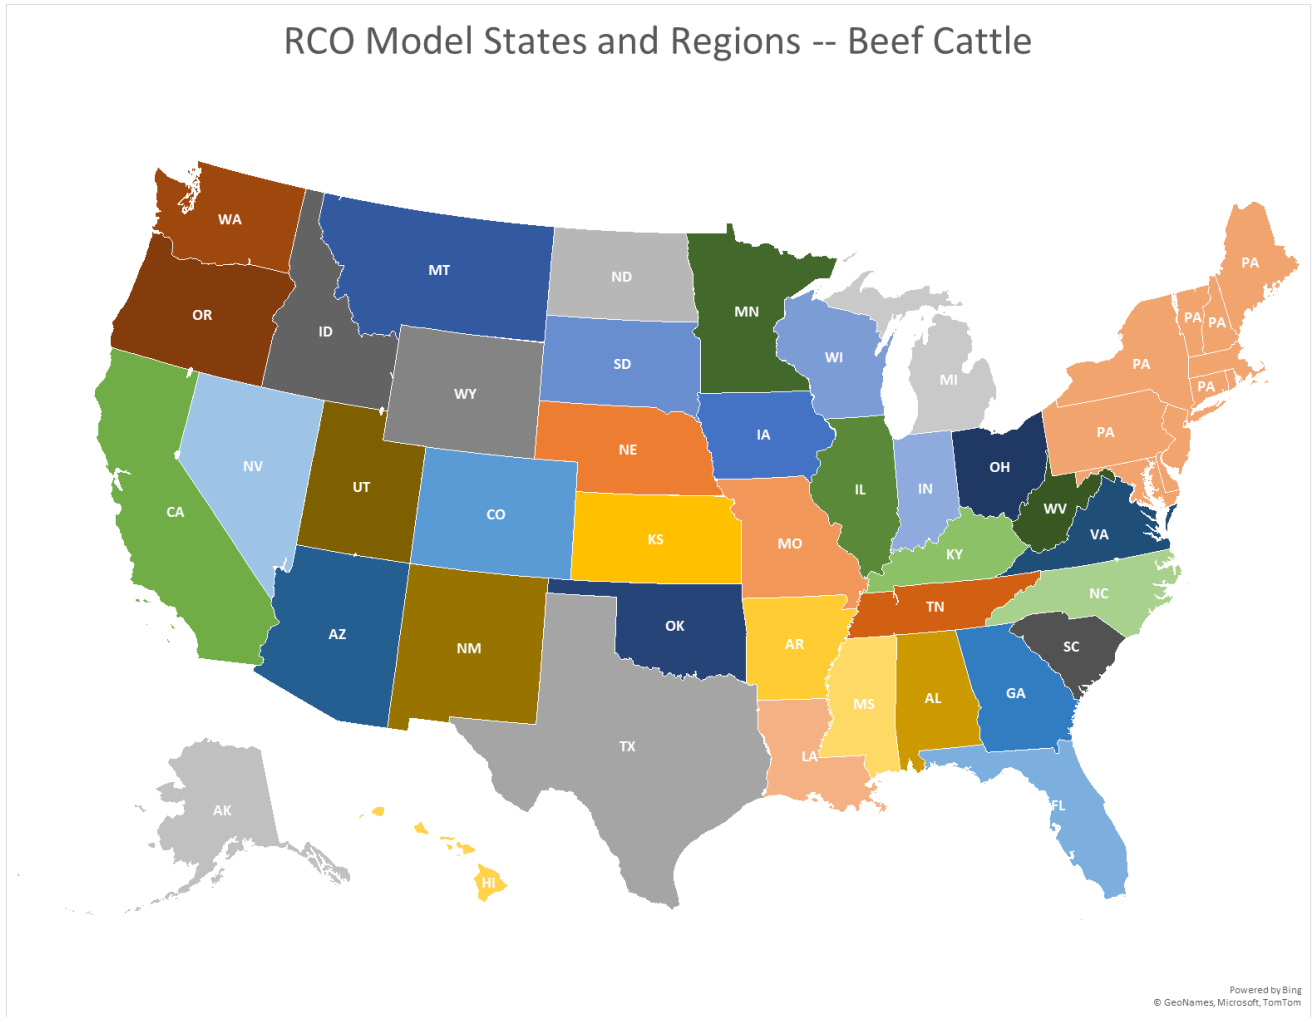 RCO Model States and Regions -- Beef Cattle
WA
MT
ND
MN
PA
OR
ID
SD
WI
PA
PA
PA
WY
MI
PA
NV
UT
NE
IA
PA
CA
CO
KS
MO
IL
IN
OH
WV
VA
KY
NC
AZ
NM
OK
AR
TN
SC
TX
LA
MS
AL
GA
FL
AK
HI
Powered by Bing
© GeoNames, Microsoft, TomTom